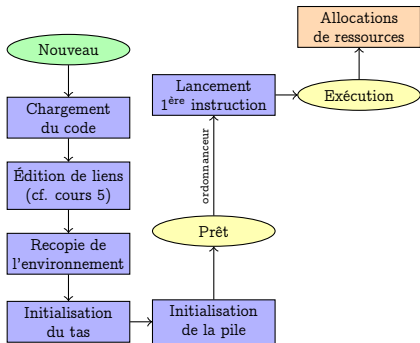 Nouveau
Chargement
du code
Édition de liens
(cf. cours 5)
Recopie de
l'environnement
Initialisation
du tas
Initialisation
de la pile
Prêt
ordonnanceur
Lancement
1ère instruction
Exécution
Allocations
de ressources